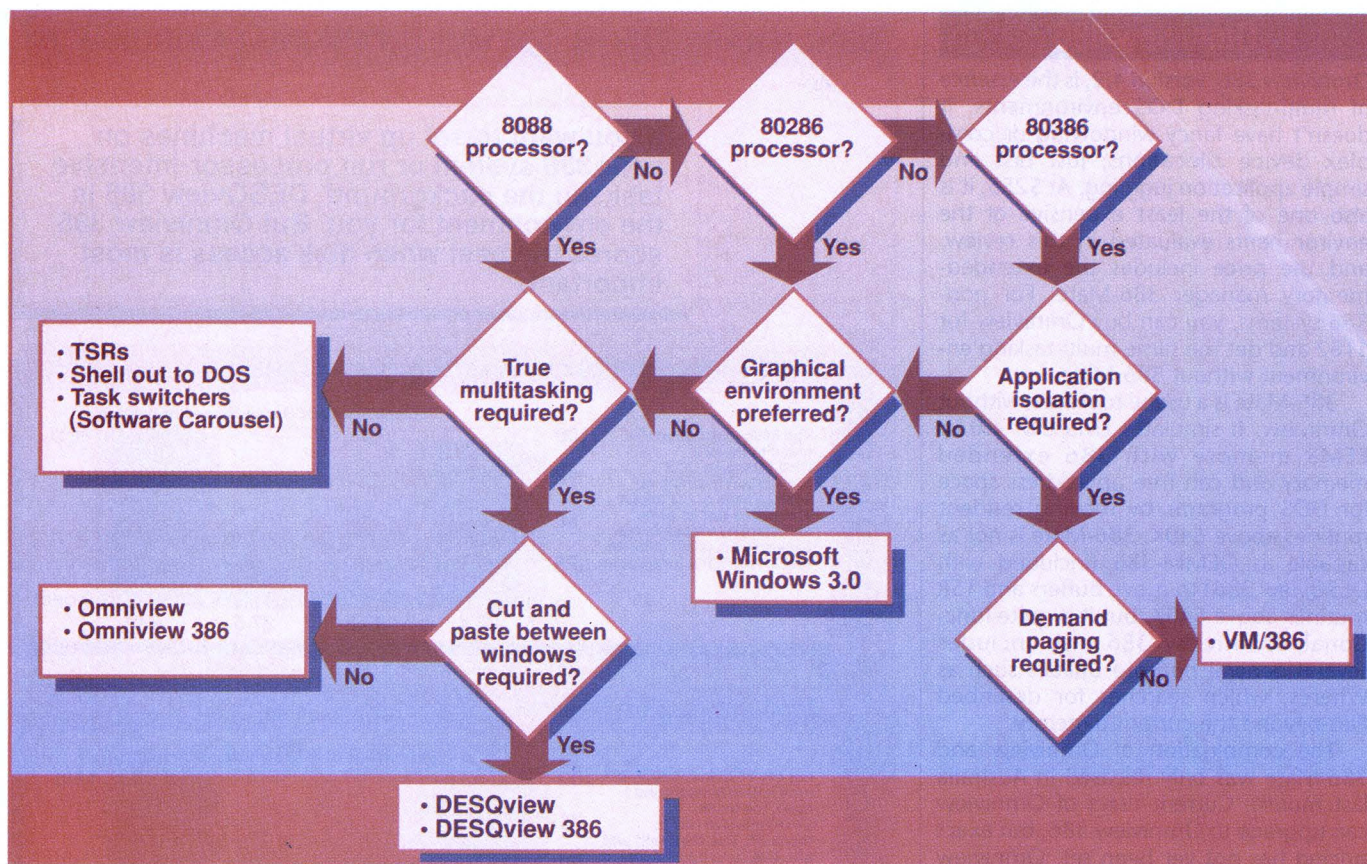 8088
processor?
No
80286
processor?
No
80386
processor?
Yes
Yes
Yes
• TSRs
• Shell out to DOS
• Task switchers
(Software Carousel)
No
True
multitasking
required?
No
Graphical
environment
preferred?
No
Application
isolation
required?
Yes
Yes
Yes
• Omniview
• Omniview 386
No
Cut and
paste between
windows
required?
• Microsoft
Windows 3.0
Demand
paging
required?
No
• VM/386
Yes
• DESQview
• DESQview 386